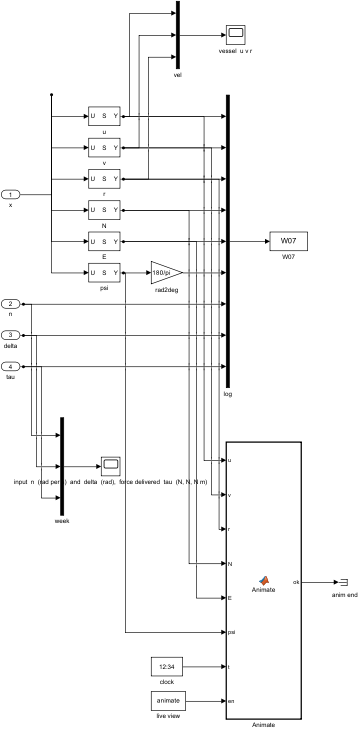 vel
vessel u v r
U S Y
u
U S Y
v
U S Y
r
1
x
U S Y
N
U S Y
E
W07
W07
U S Y
psi
180/pi
rad2deg
2
n
3
delta
4
tau
log
input n (rad per s) and delta (rad), force delivered tau (N, N, N m)
week
u
v
r
N
E
psi
t
en
Animate
ok
anim end
12:34
clock
animate
live view
Animate